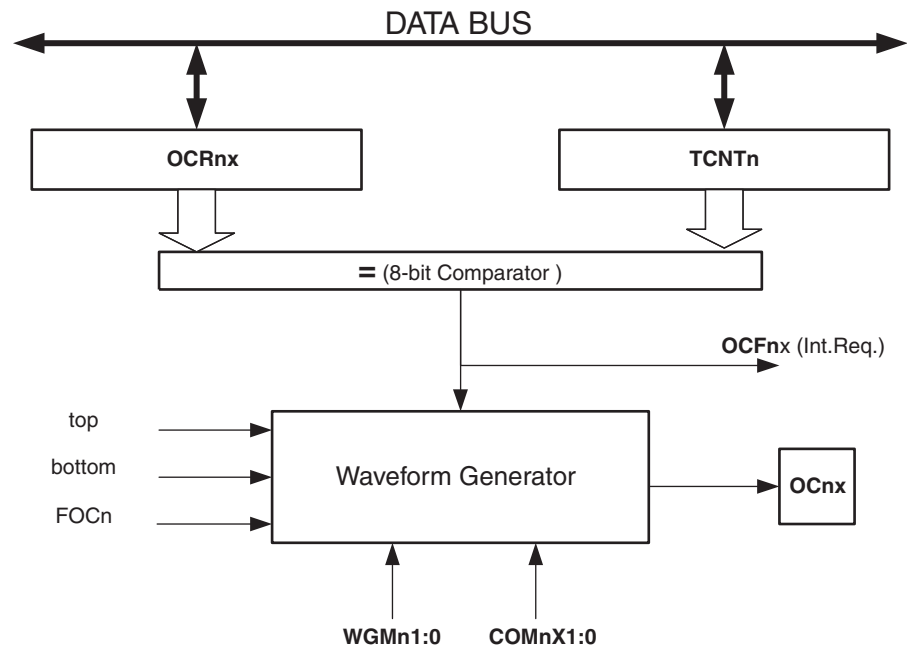 DATA BUS
OCRnx
TCNTn
= (8-bit Comparator )
OCFnx (Int.Req.)
top
bottom
FOCn
Waveform Generator
OCnx
WGMn1:0
COMnX1:0